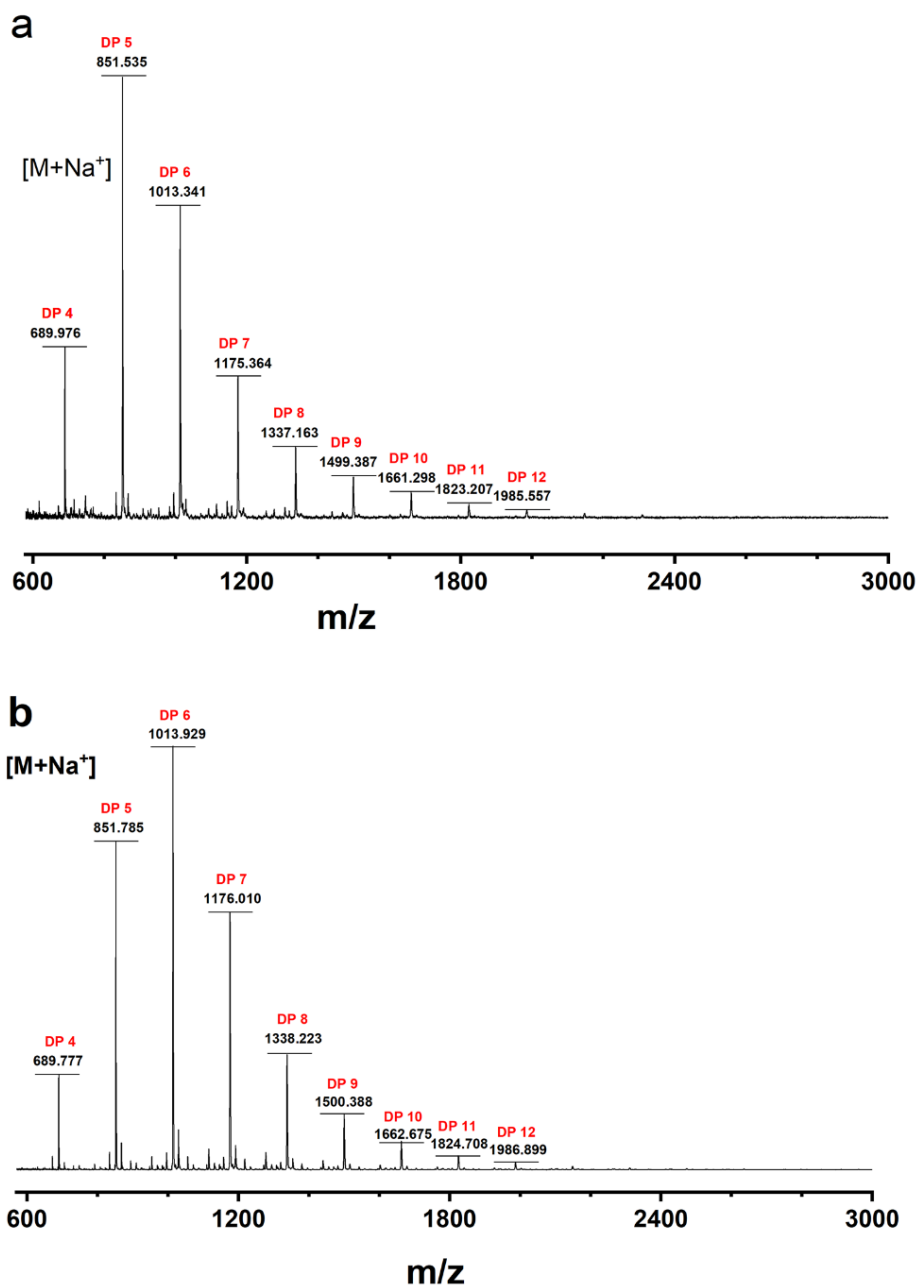 a
DP 5
851.535
[M+Na⁺]
DP 6
1013.341
DP 4
689.976
DP 7
1175.364
DP 8
1337.163
DP 9
1499.387
DP 10
1661.298
DP 11
1823.207
DP 12
1985.557
600 1200 1800 2400 3000
m/z
b
DP 6
1013.929
[M+Na⁺]
DP 5
851.785
DP 7
1176.010
DP 8
1338.223
DP 4
689.777
DP 9
1500.388
DP 10
1662.675
DP 11
1824.708
DP 12
1986.899
600 1200 1800 2400 3000
m/z